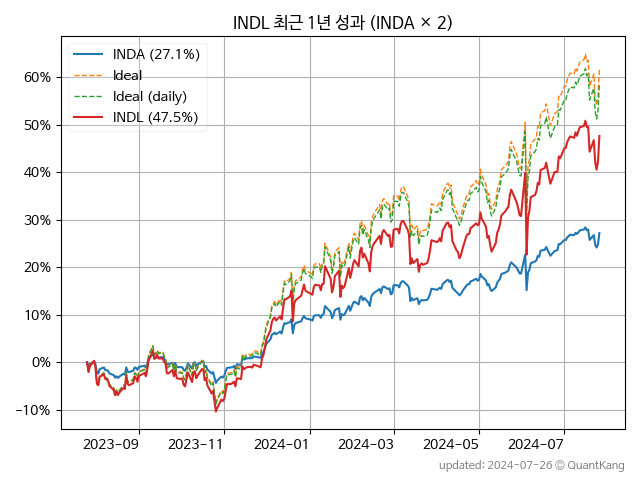 INDL 최근 1년 성과 (INDA × 2)
INDA (27.1%)
Ideal
Ideal (daily)
INDL (47.5%)
60%
50%
40%
30%
20%
10%
0%
−10%
2023-09
2023-11
2024-01
2024-03
2024-05
2024-07
updated: 2024-07-26 © QuantKang